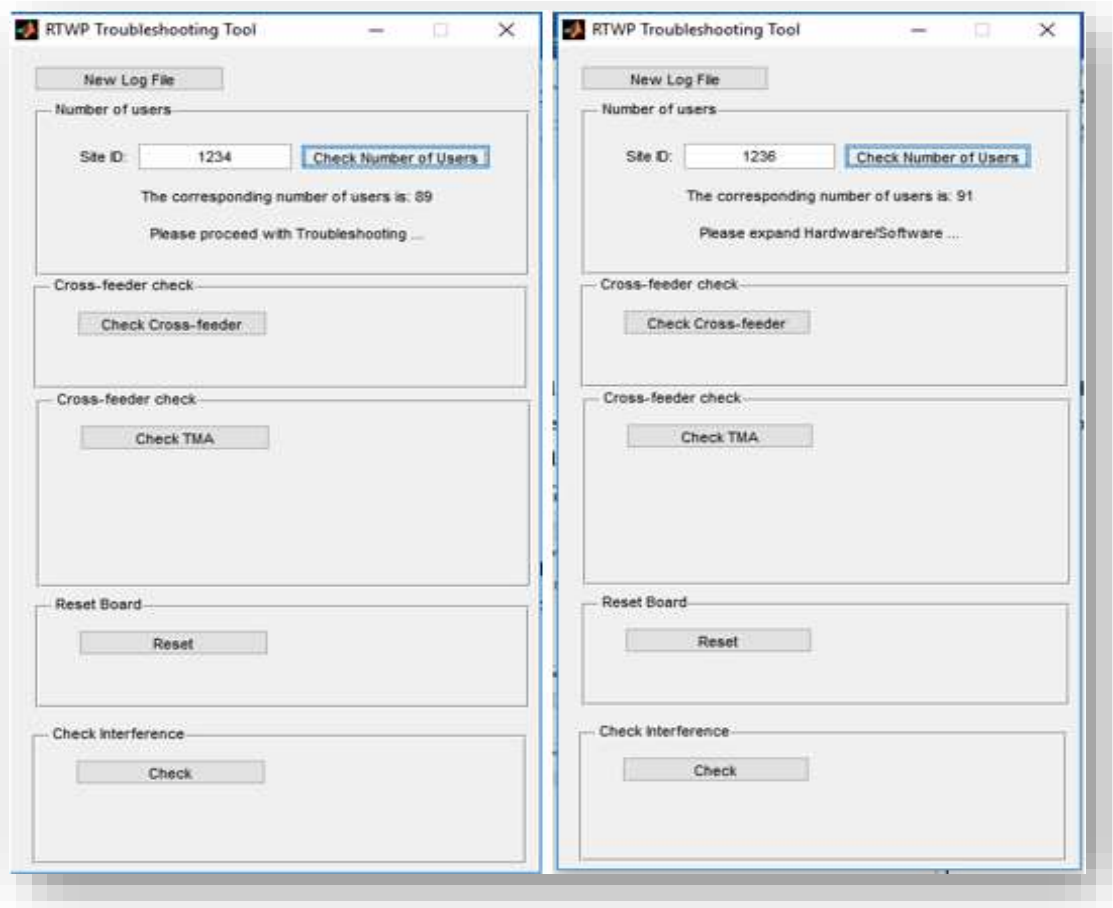 RTWP Troubleshooting Tool
New Log File
Number of users
Site ID: 1234 Check Number of Users
The corresponding number of users is: 89
Please proceed with Troubleshooting ...
Cross-feeder check
Check Cross-feeder
Cross-feeder check
Check TMA
Reset Board
Reset
Check Interference
Check
RTWP Troubleshooting Tool
New Log File
Number of users
Site ID: 1236 Check Number of Users
The corresponding number of users is: 91
Please expand Hardware/Software ...
Cross-feeder check
Check Cross-feeder
Cross-feeder check
Check TMA
Reset Board
Reset
Check Interference
Check